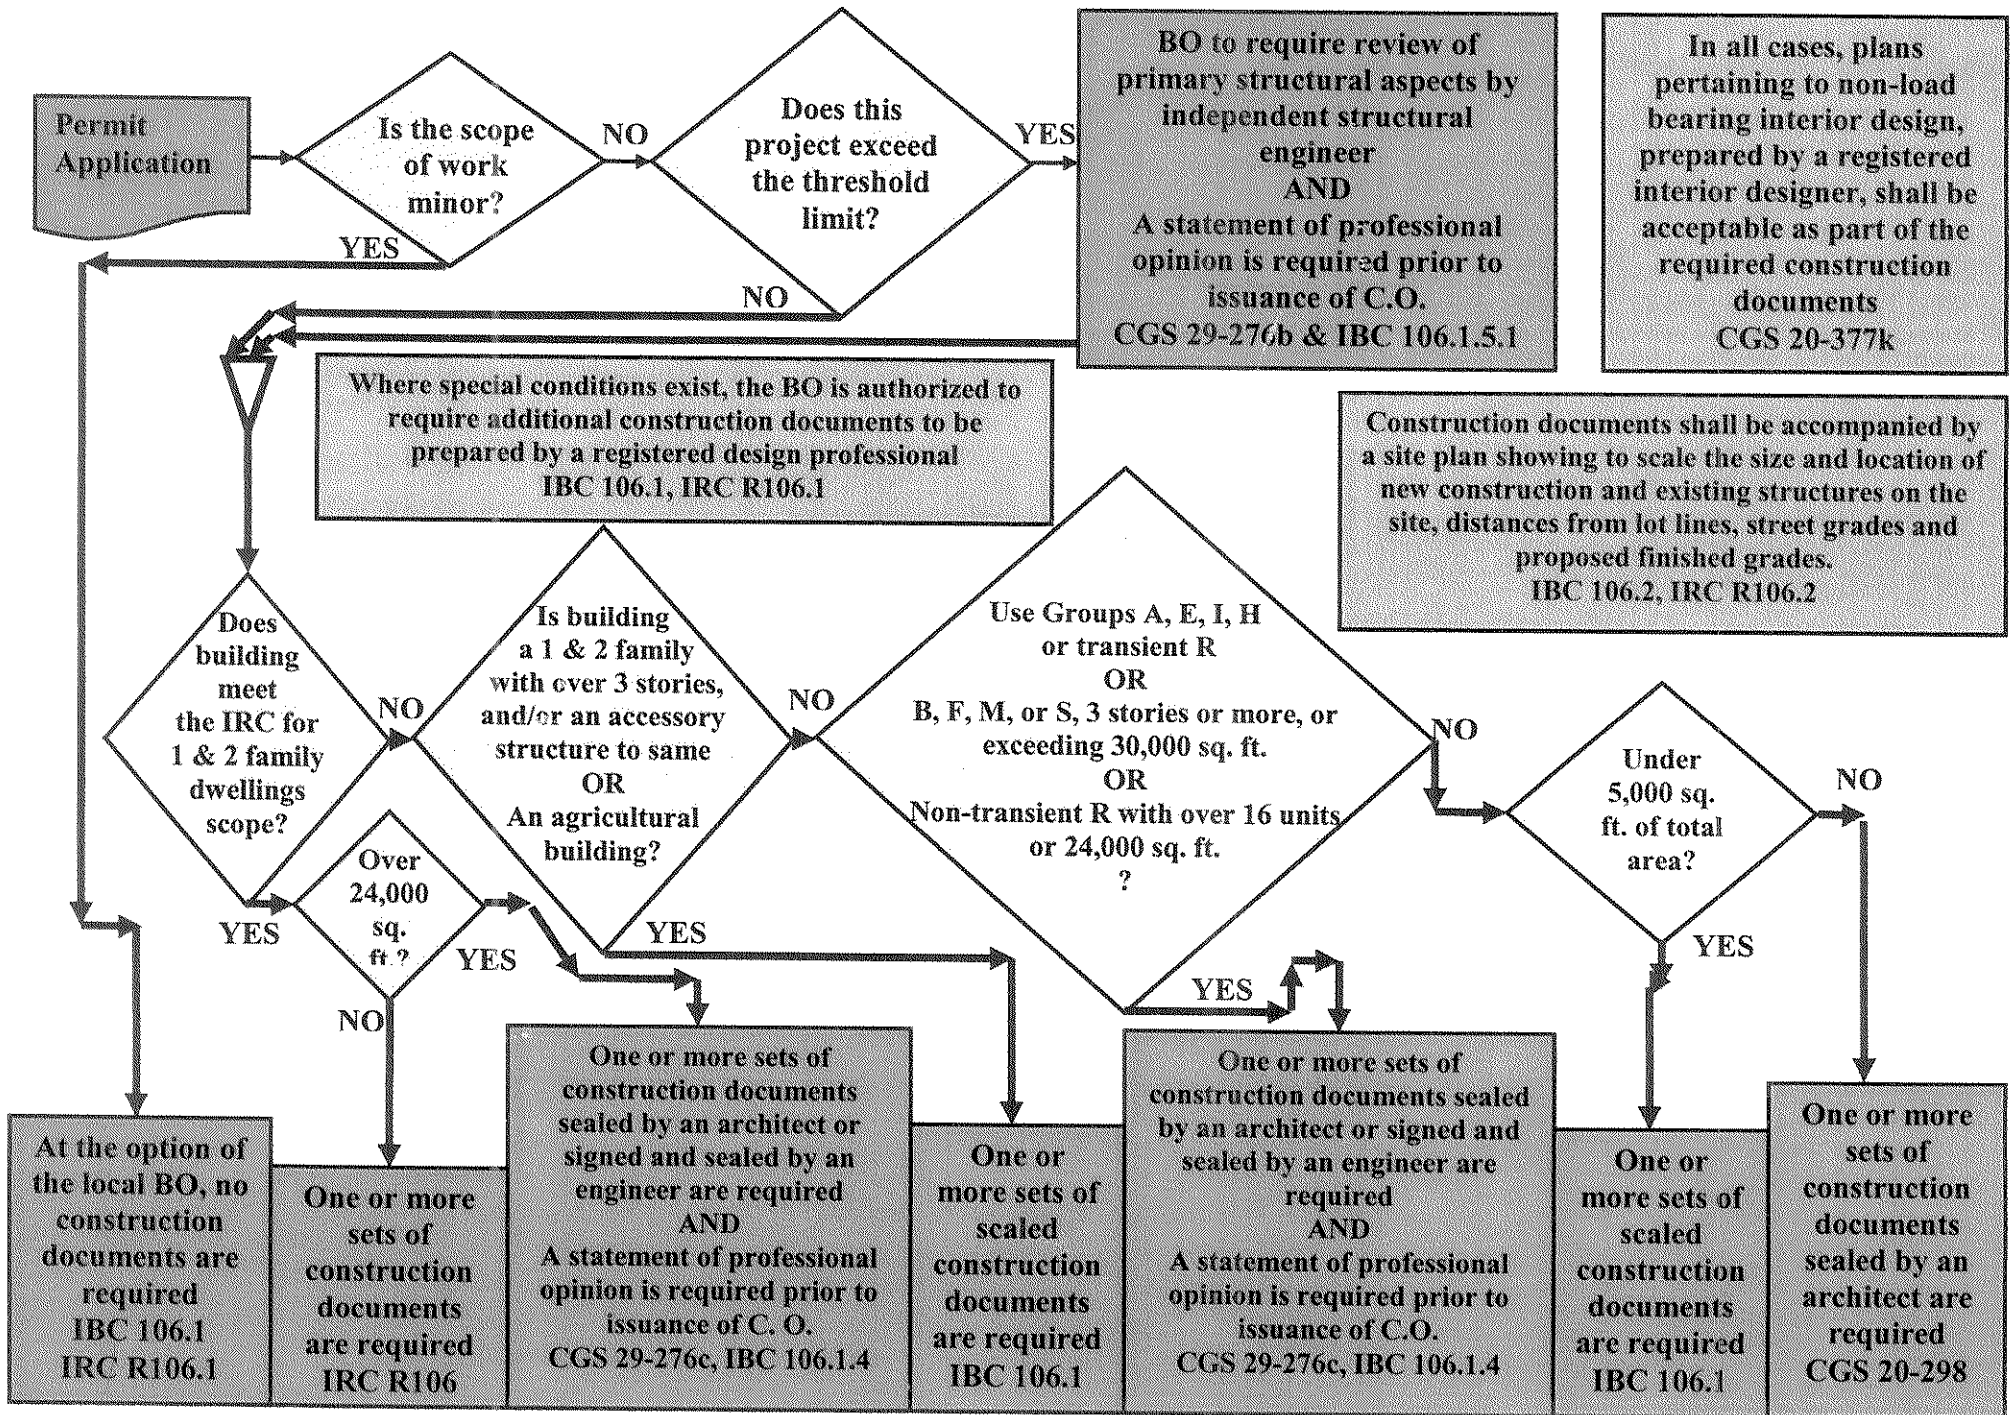 Permit
Application
Is the scope
of work
minor?
NO
YES
Does this
project exceed
the threshold
limit?
YES
NO
BO to require review of
primary structural aspects by
independent structural
engineer
AND
A statement of professional
opinion is required prior to
issuance of C.O.
CGS 29-276b & IBC 106.1.5.1
In all cases, plans
pertaining to non-load
bearing interior design,
prepared by a registered
interior designer, shall be
acceptable as part of the
required construction
documents
CGS 20-377k
Where special conditions exist, the BO is authorized to
require additional construction documents to be
prepared by a registered design professional
IBC 106.1, IRC R106.1
Construction documents shall be accompanied by
a site plan showing to scale the size and location of
new construction and existing structures on the
site, distances from lot lines, street grades and
proposed finished grades.
IBC 106.2, IRC R106.2
Does
building
meet
the IRC for
1 & 2 family
dwellings
scope?
NO
YES
Over
24,000
sq.
ft.?
YES
NO
Is building
a 1 & 2 family
with over 3 stories,
and/or an accessory
structure to same
OR
An agricultural
building?
NO
YES
Use Groups A, E, I, H
or transient R
OR
B, F, M, or S, 3 stories or more, or
exceeding 30,000 sq. ft.
OR
Non-transient R with over 16 units
or 24,000 sq. ft.
?
NO
YES
Under
5,000 sq.
ft. of total
area?
NO
YES
At the option of
the local BO, no
construction
documents are
required
IBC 106.1
IRC R106.1
One or more
sets of
construction
documents
are required
IRC R106
One or more sets of
construction documents
sealed by an architect or
signed and sealed by an
engineer are required
AND
A statement of professional
opinion is required prior to
issuance of C. O.
CGS 29-276c, IBC 106.1.4
One or
more sets of
scaled
construction
documents
are required
IBC 106.1
One or more sets of
construction documents sealed
by an architect or signed and
sealed by an engineer are
required
AND
A statement of professional
opinion is required prior to
issuance of C.O.
CGS 29-276c, IBC 106.1.4
One or
more sets of
scaled
construction
documents
are required
IBC 106.1
One or more
sets of
construction
documents
sealed by an
architect are
required
CGS 20-298